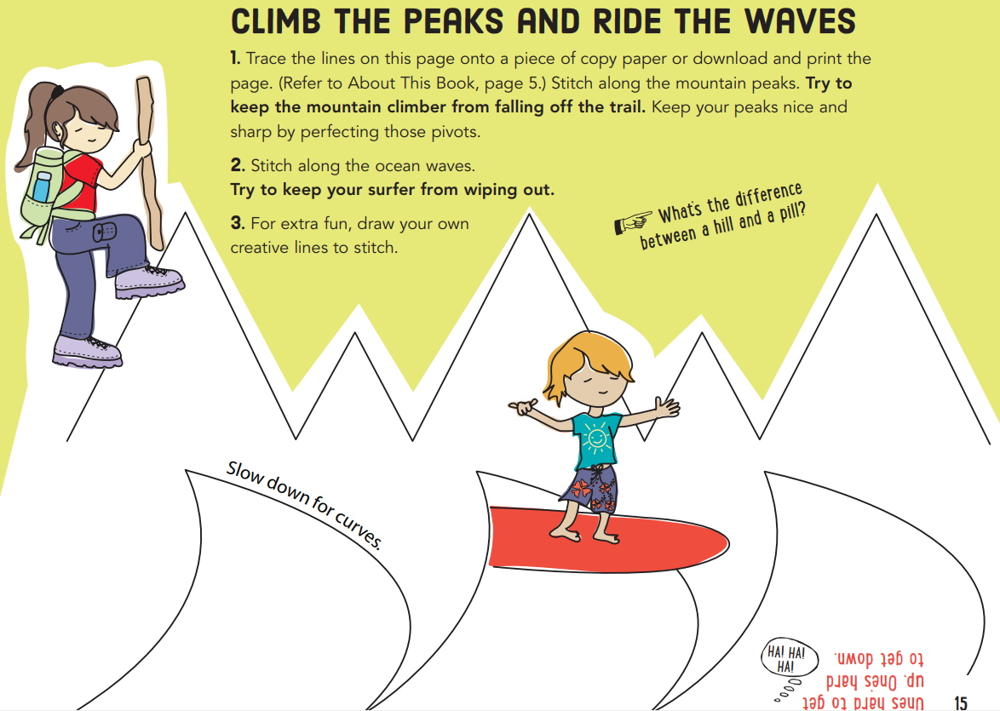 CLIMB THE PEAKS AND RIDE THE WAVES
1. Trace the lines on this page onto a piece of copy paper or download and print the
page. (Refer to About This Book, page 5.) Stitch along the mountain peaks. Try to
keep the mountain climber from falling off the trail. Keep your peaks nice and
sharp by perfecting those pivots.
2. Stitch along the ocean waves.
Try to keep your surfer from wiping out.
3. For extra fun, draw your own
creative lines to stitch.
What's the difference
between a hill and a pill?
Slow down for curves.
HA! HA!
HA!
Ones hard to get
up. Ones hard
to get down.
15